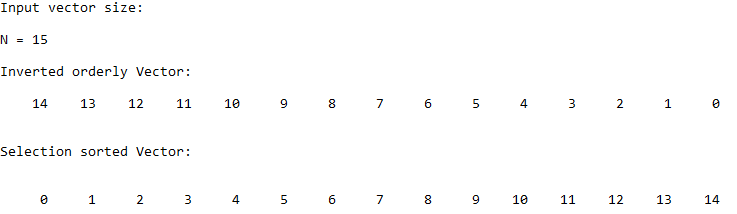 Input vector size:
N = 15
Inverted orderly Vector:
14 13 12 11 10 9 8 7 6 5 4 3 2 1 0
Selection sorted Vector:
0 1 2 3 4 5 6 7 8 9 10 11 12 13 14